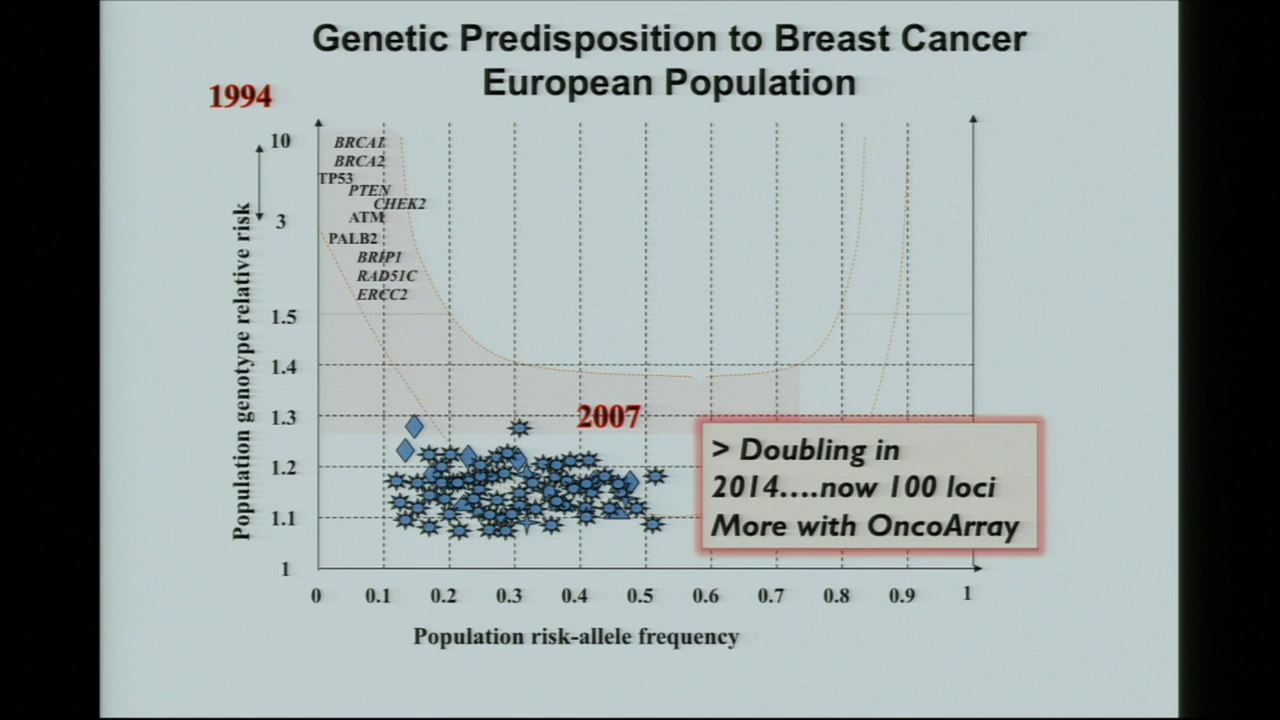 Genetic Predisposition to Breast Cancer
European Population
1994
10
BRCA1
BRCA2
TP53
PTEN
CHEK2
ATM
3
PALB2
BRIP1
RAD51C
ERCC2
Population genotype relative risk
1.5
1.4
1.3
2007
> Doubling in
2014....now 100 loci
More with OncoArray
1.2
1.1
1
0 0.1 0.2 0.3 0.4 0.5 0.6 0.7 0.8 0.9 1
Population risk-allele frequency